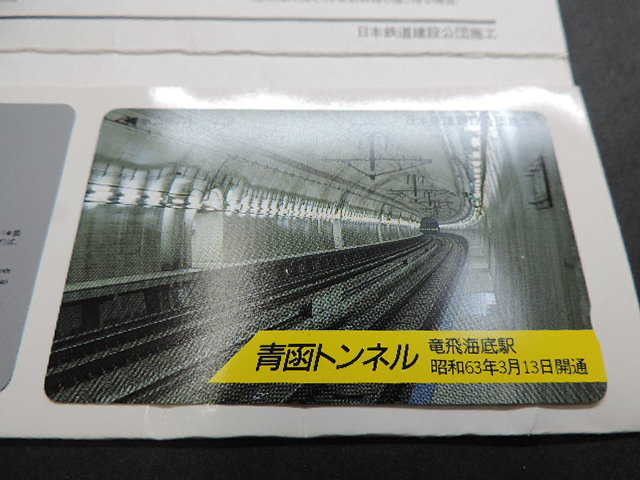 日本鉄道建設公団施工
青函トンネル
竜飛海底駅
昭和63年3月13日開通